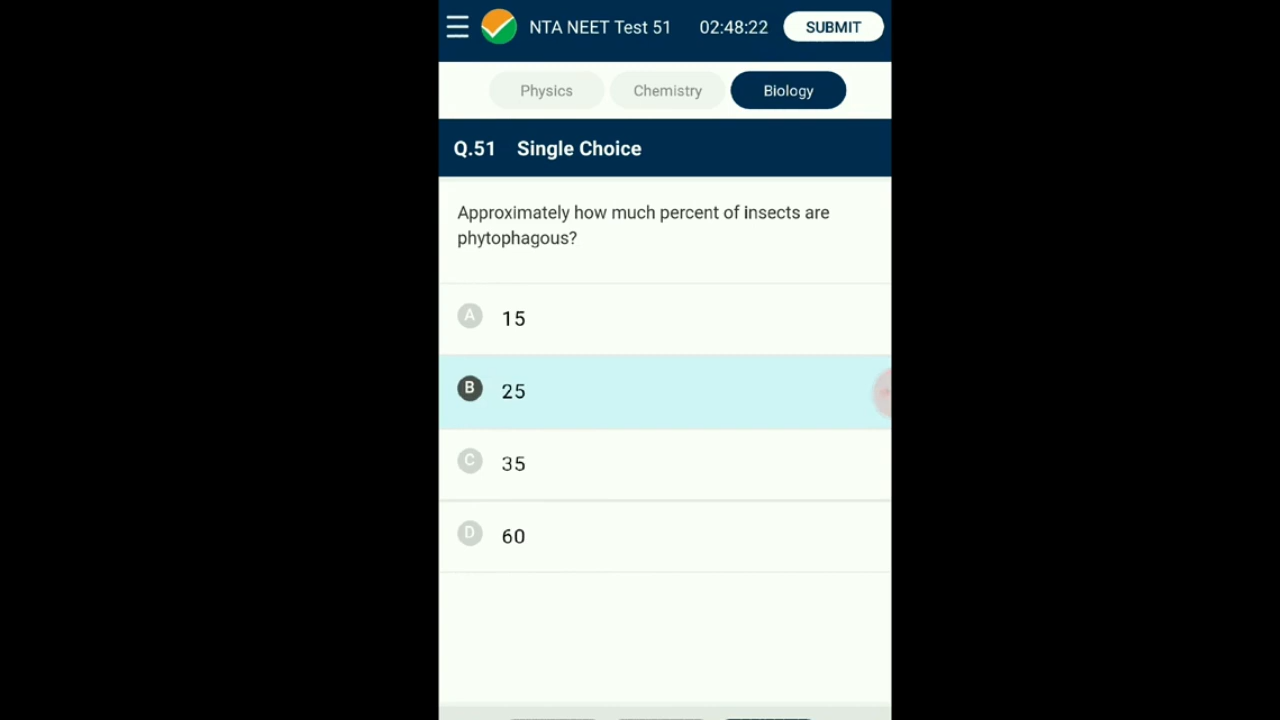 NTA NEET Test 51 02:48:22 SUBMIT
Physics Chemistry Biology
Q.51 Single Choice
Approximately how much percent of insects are
phytophagous?
A 15
B 25
C 35
D 60